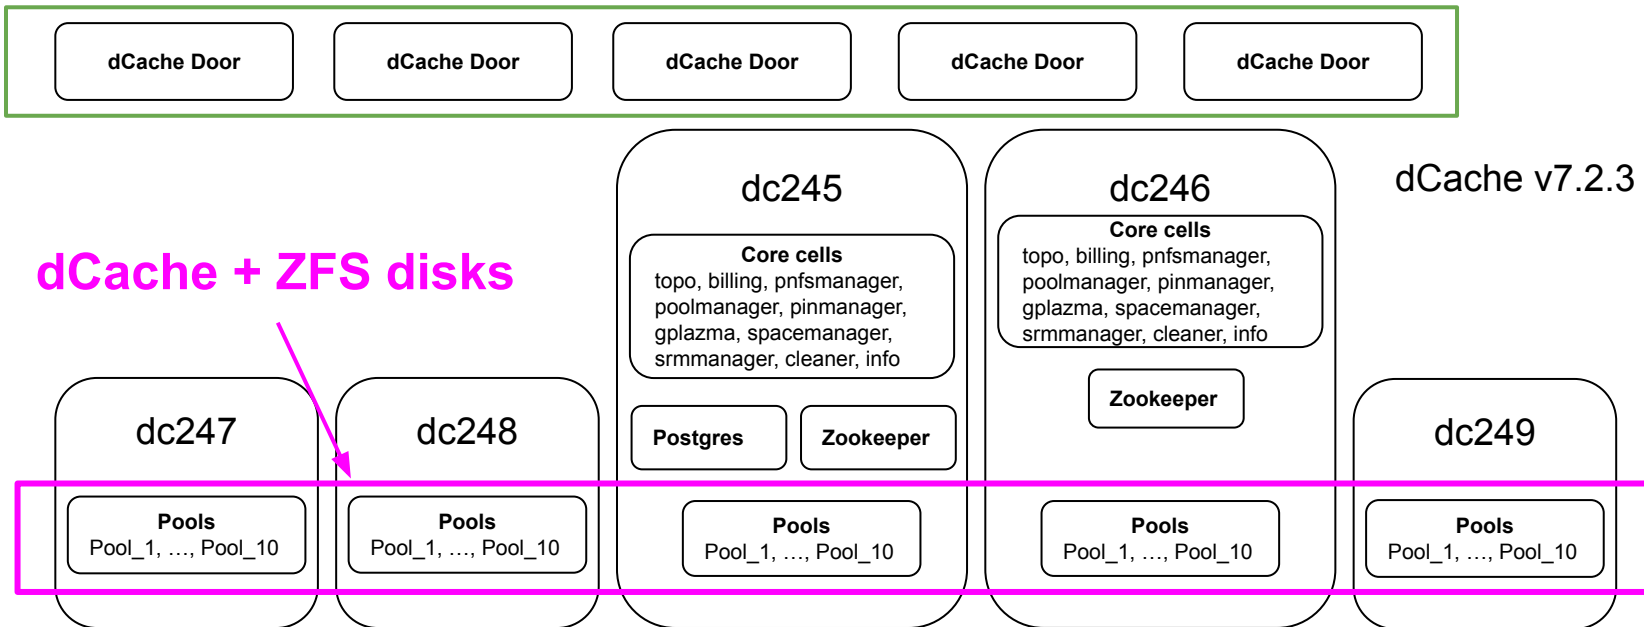 dCache Door
dCache Door
dCache Door
dCache Door
dCache Door
dCache v7.2.3
dCache + ZFS disks
dc247
Pools
Pool_1, …, Pool_10
dc248
Pools
Pool_1, …, Pool_10
dc245
Core cells
topo, billing, pnfsmanager,
poolmanager, pinmanager,
gplazma, spacemanager,
srmmanager, cleaner, info
Postgres
Zookeeper
Pools
Pool_1, …, Pool_10
dc246
Core cells
topo, billing, pnfsmanager,
poolmanager, pinmanager,
gplazma, spacemanager,
srmmanager, cleaner, info
Zookeeper
Pools
Pool_1, …, Pool_10
dc249
Pools
Pool_1, …, Pool_10